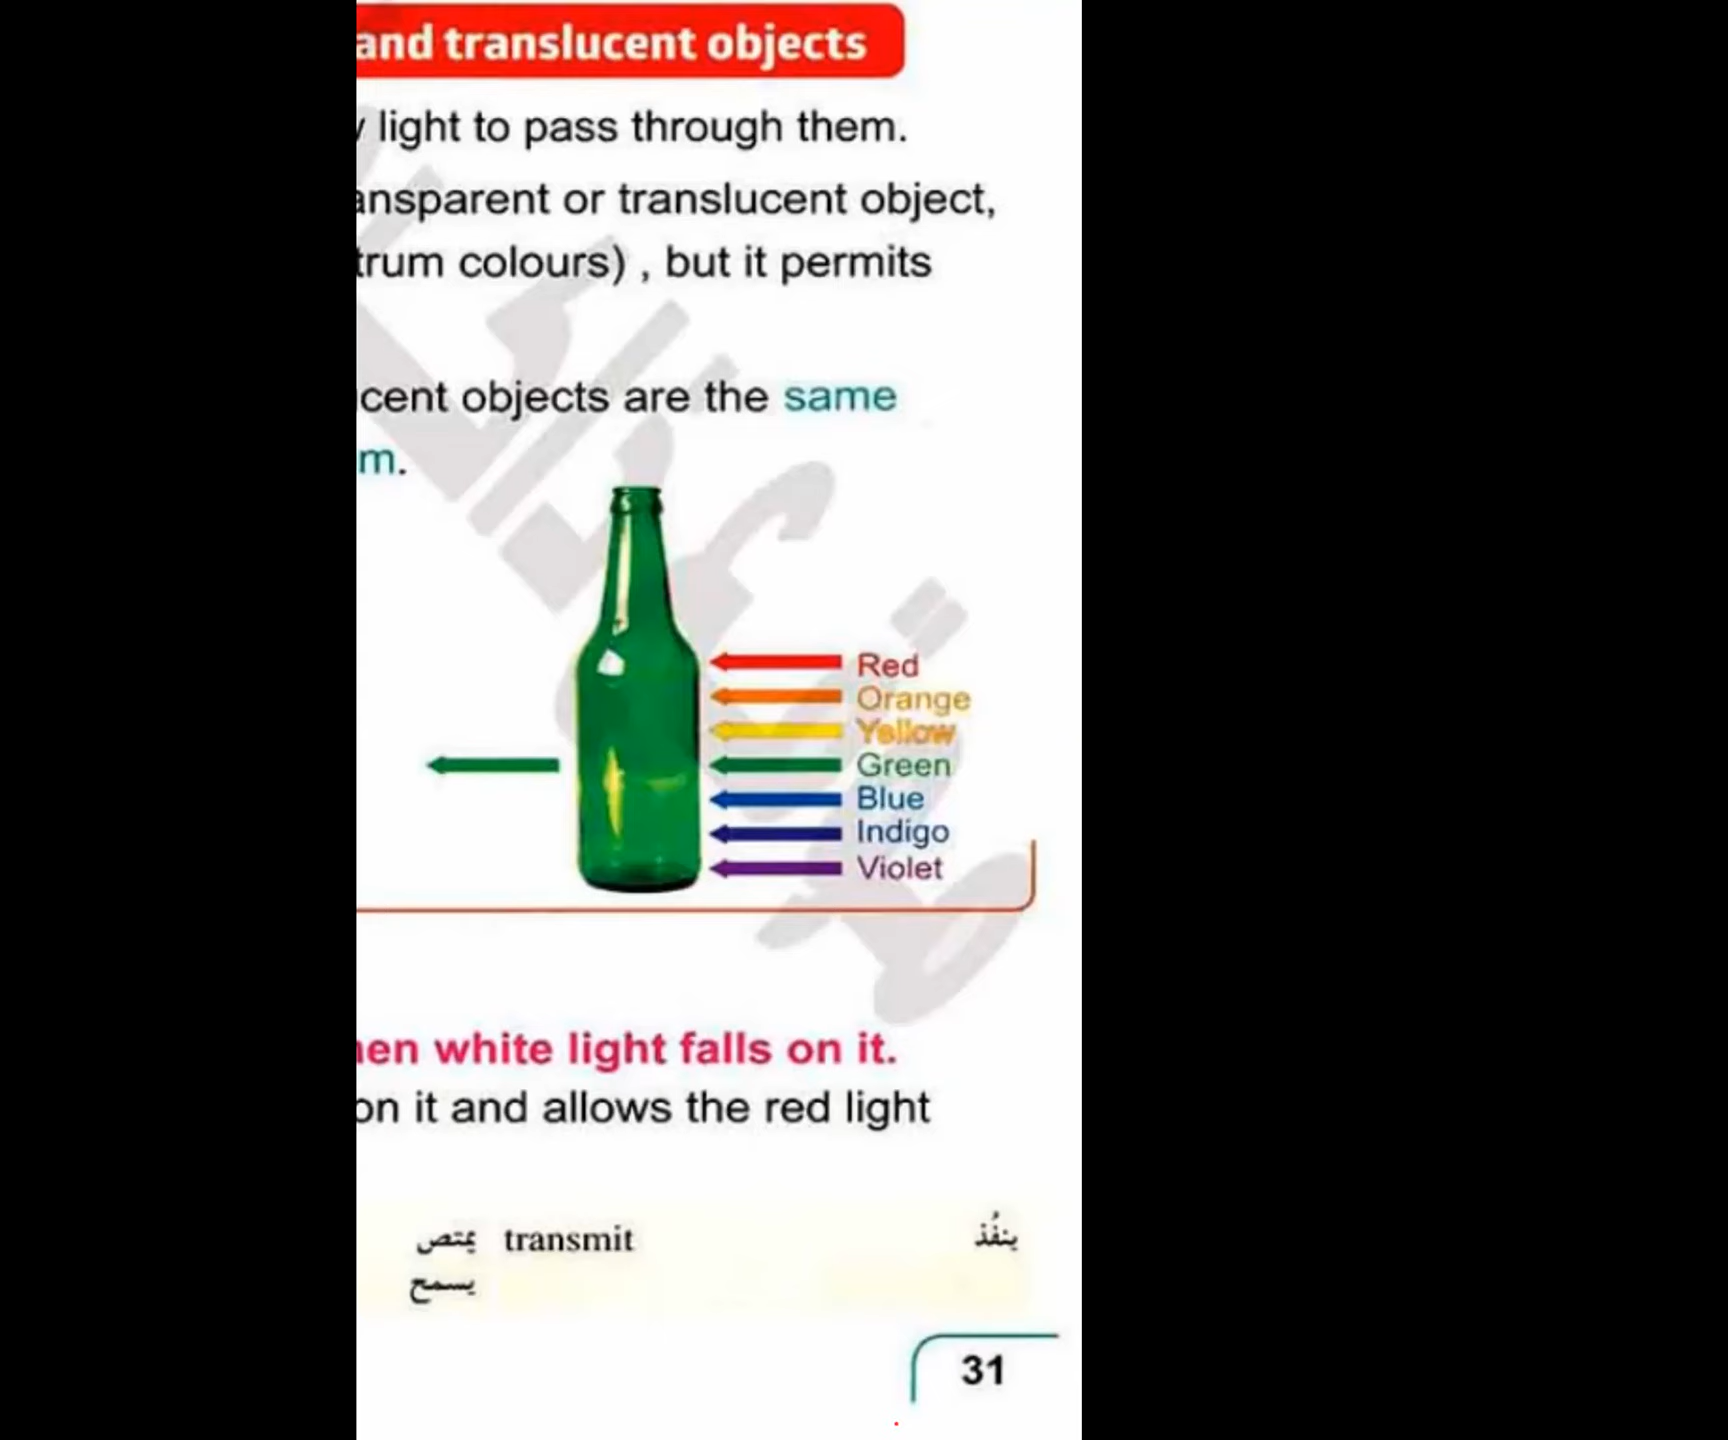 and translucent objects
light to pass through them.
ansparent or translucent object,
trum colours) , but it permits
cent objects are the same
m.
Red
Orange
Yellow
Green
Blue
Indigo
Violet
en white light falls on it.
on it and allows the red light
يمتص transmit ينفُذ
يسمح
31